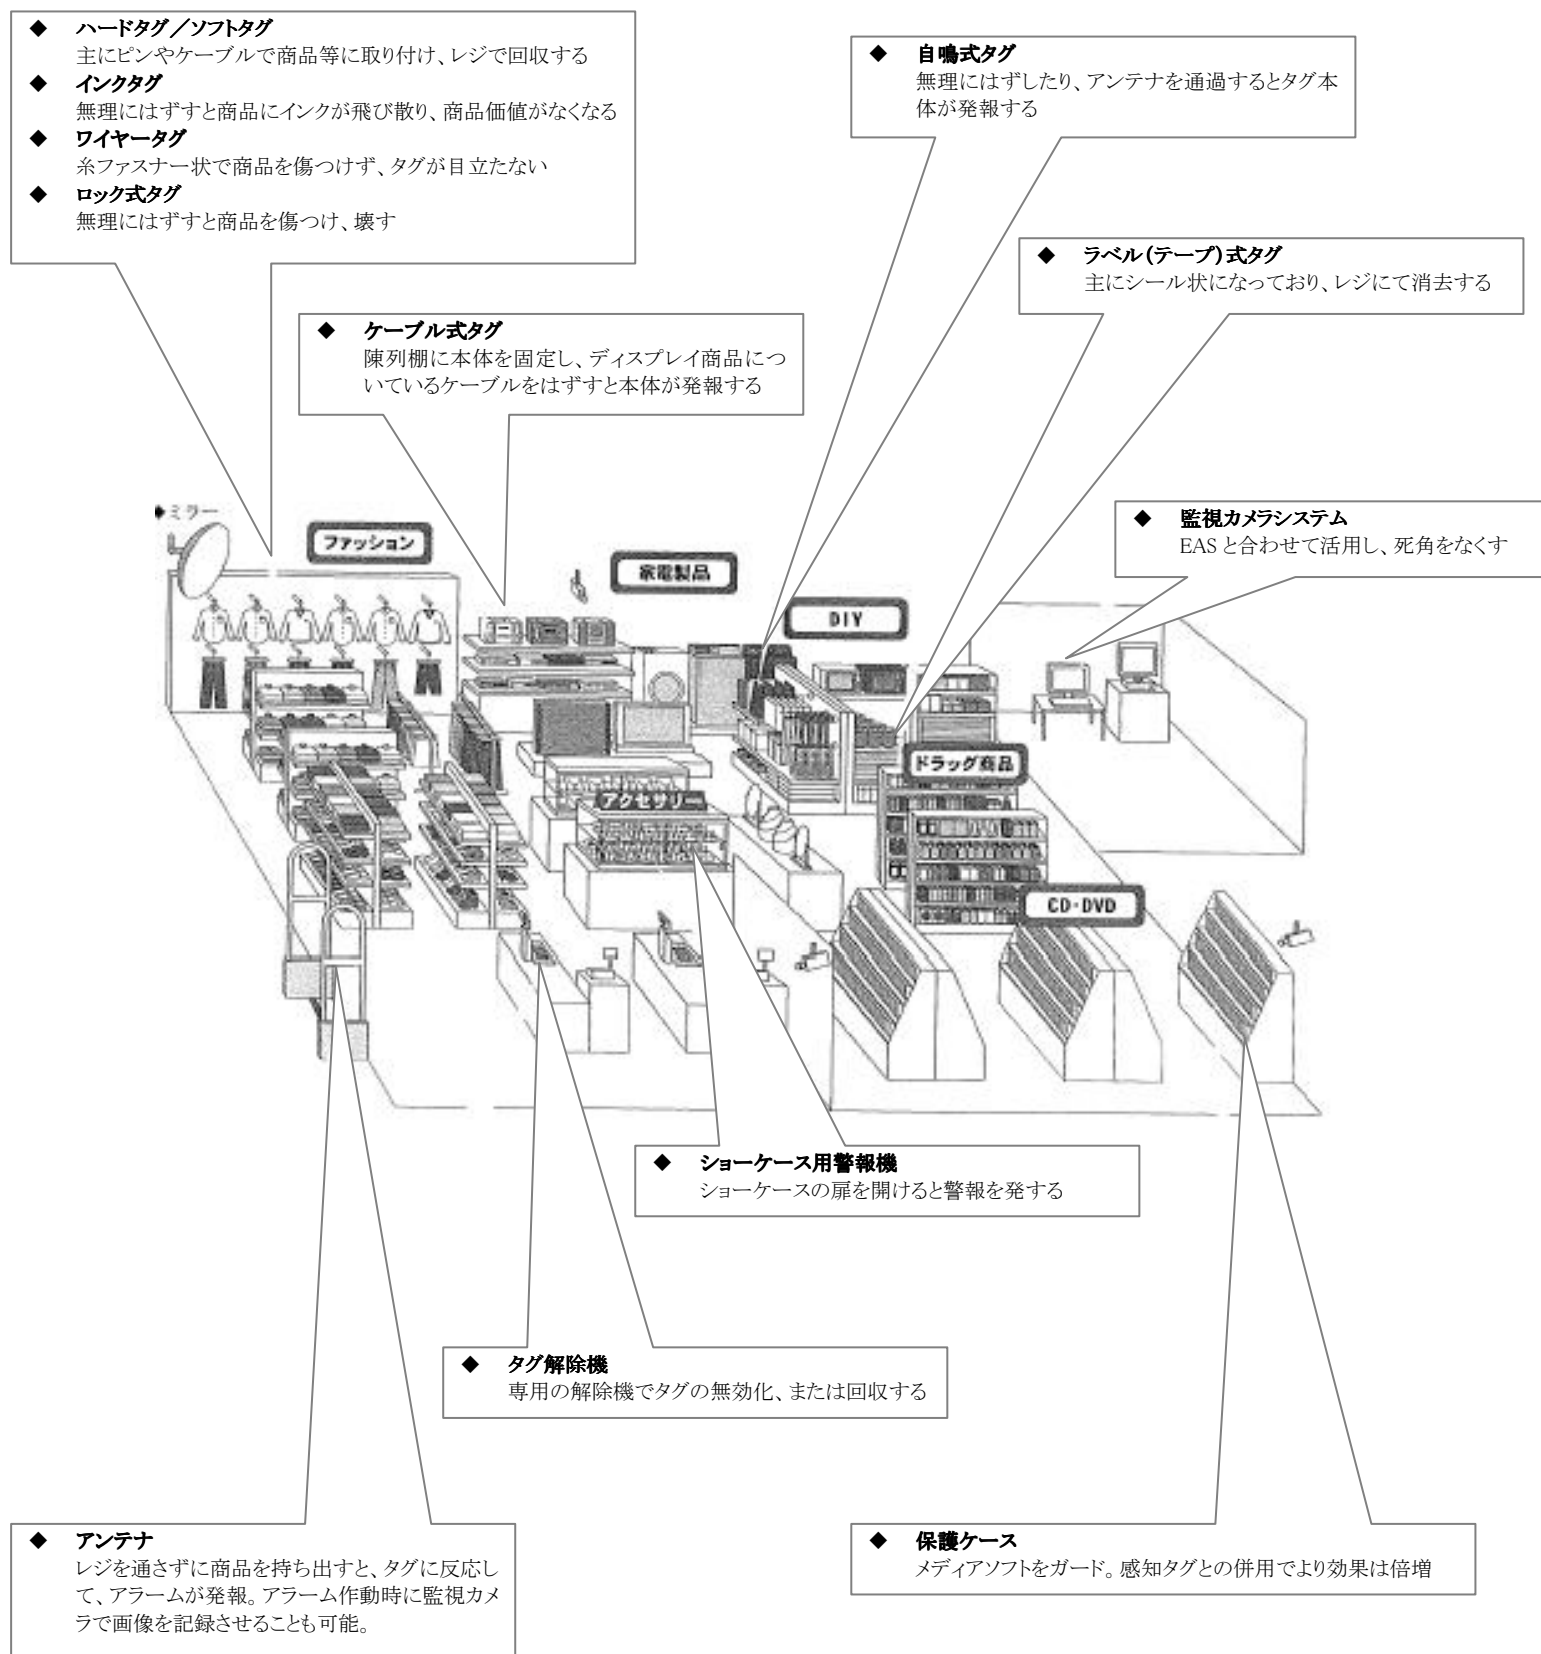 ◆ ハードタグ／ソフトタグ
主にピンやケーブルで商品等に取り付け、レジで回収する
◆ インクタグ
無理にはずすと商品にインクが飛び散り、商品価値がなくなる
◆ ワイヤータグ
糸ファスナー状で商品を傷つけず、タグが目立たない
◆ ロック式タグ
無理にはずすと商品を傷つけ、壊す
◆ 自鳴式タグ
無理にはずしたり、アンテナを通過するとタグ本
体が発報する
◆ ラベル(テープ)式タグ
主にシール状になっており、レジにて消去する
◆ ケーブル式タグ
陳列棚に本体を固定し、ディスプレイ商品につ
いているケーブルをはずすと本体が発報する
◆ミラー
ファッション
家電製品
◆ 監視カメラシステム
EASと合わせて活用し、死角をなくす
DIY
ドラッグ商品
アクセサリー
CD・DVD
◆ ショーケース用警報機
ショーケースの扉を開けると警報を発する
◆ タグ解除機
専用の解除機でタグの無効化、または回収する
◆ アンテナ
レジを通さずに商品を持ち出すと、タグに反応し
て、アラームが発報。アラーム作動時に監視カメ
ラで画像を記録させることも可能。
◆ 保護ケース
メディアソフトをガード。感知タグとの併用でより効果は倍増